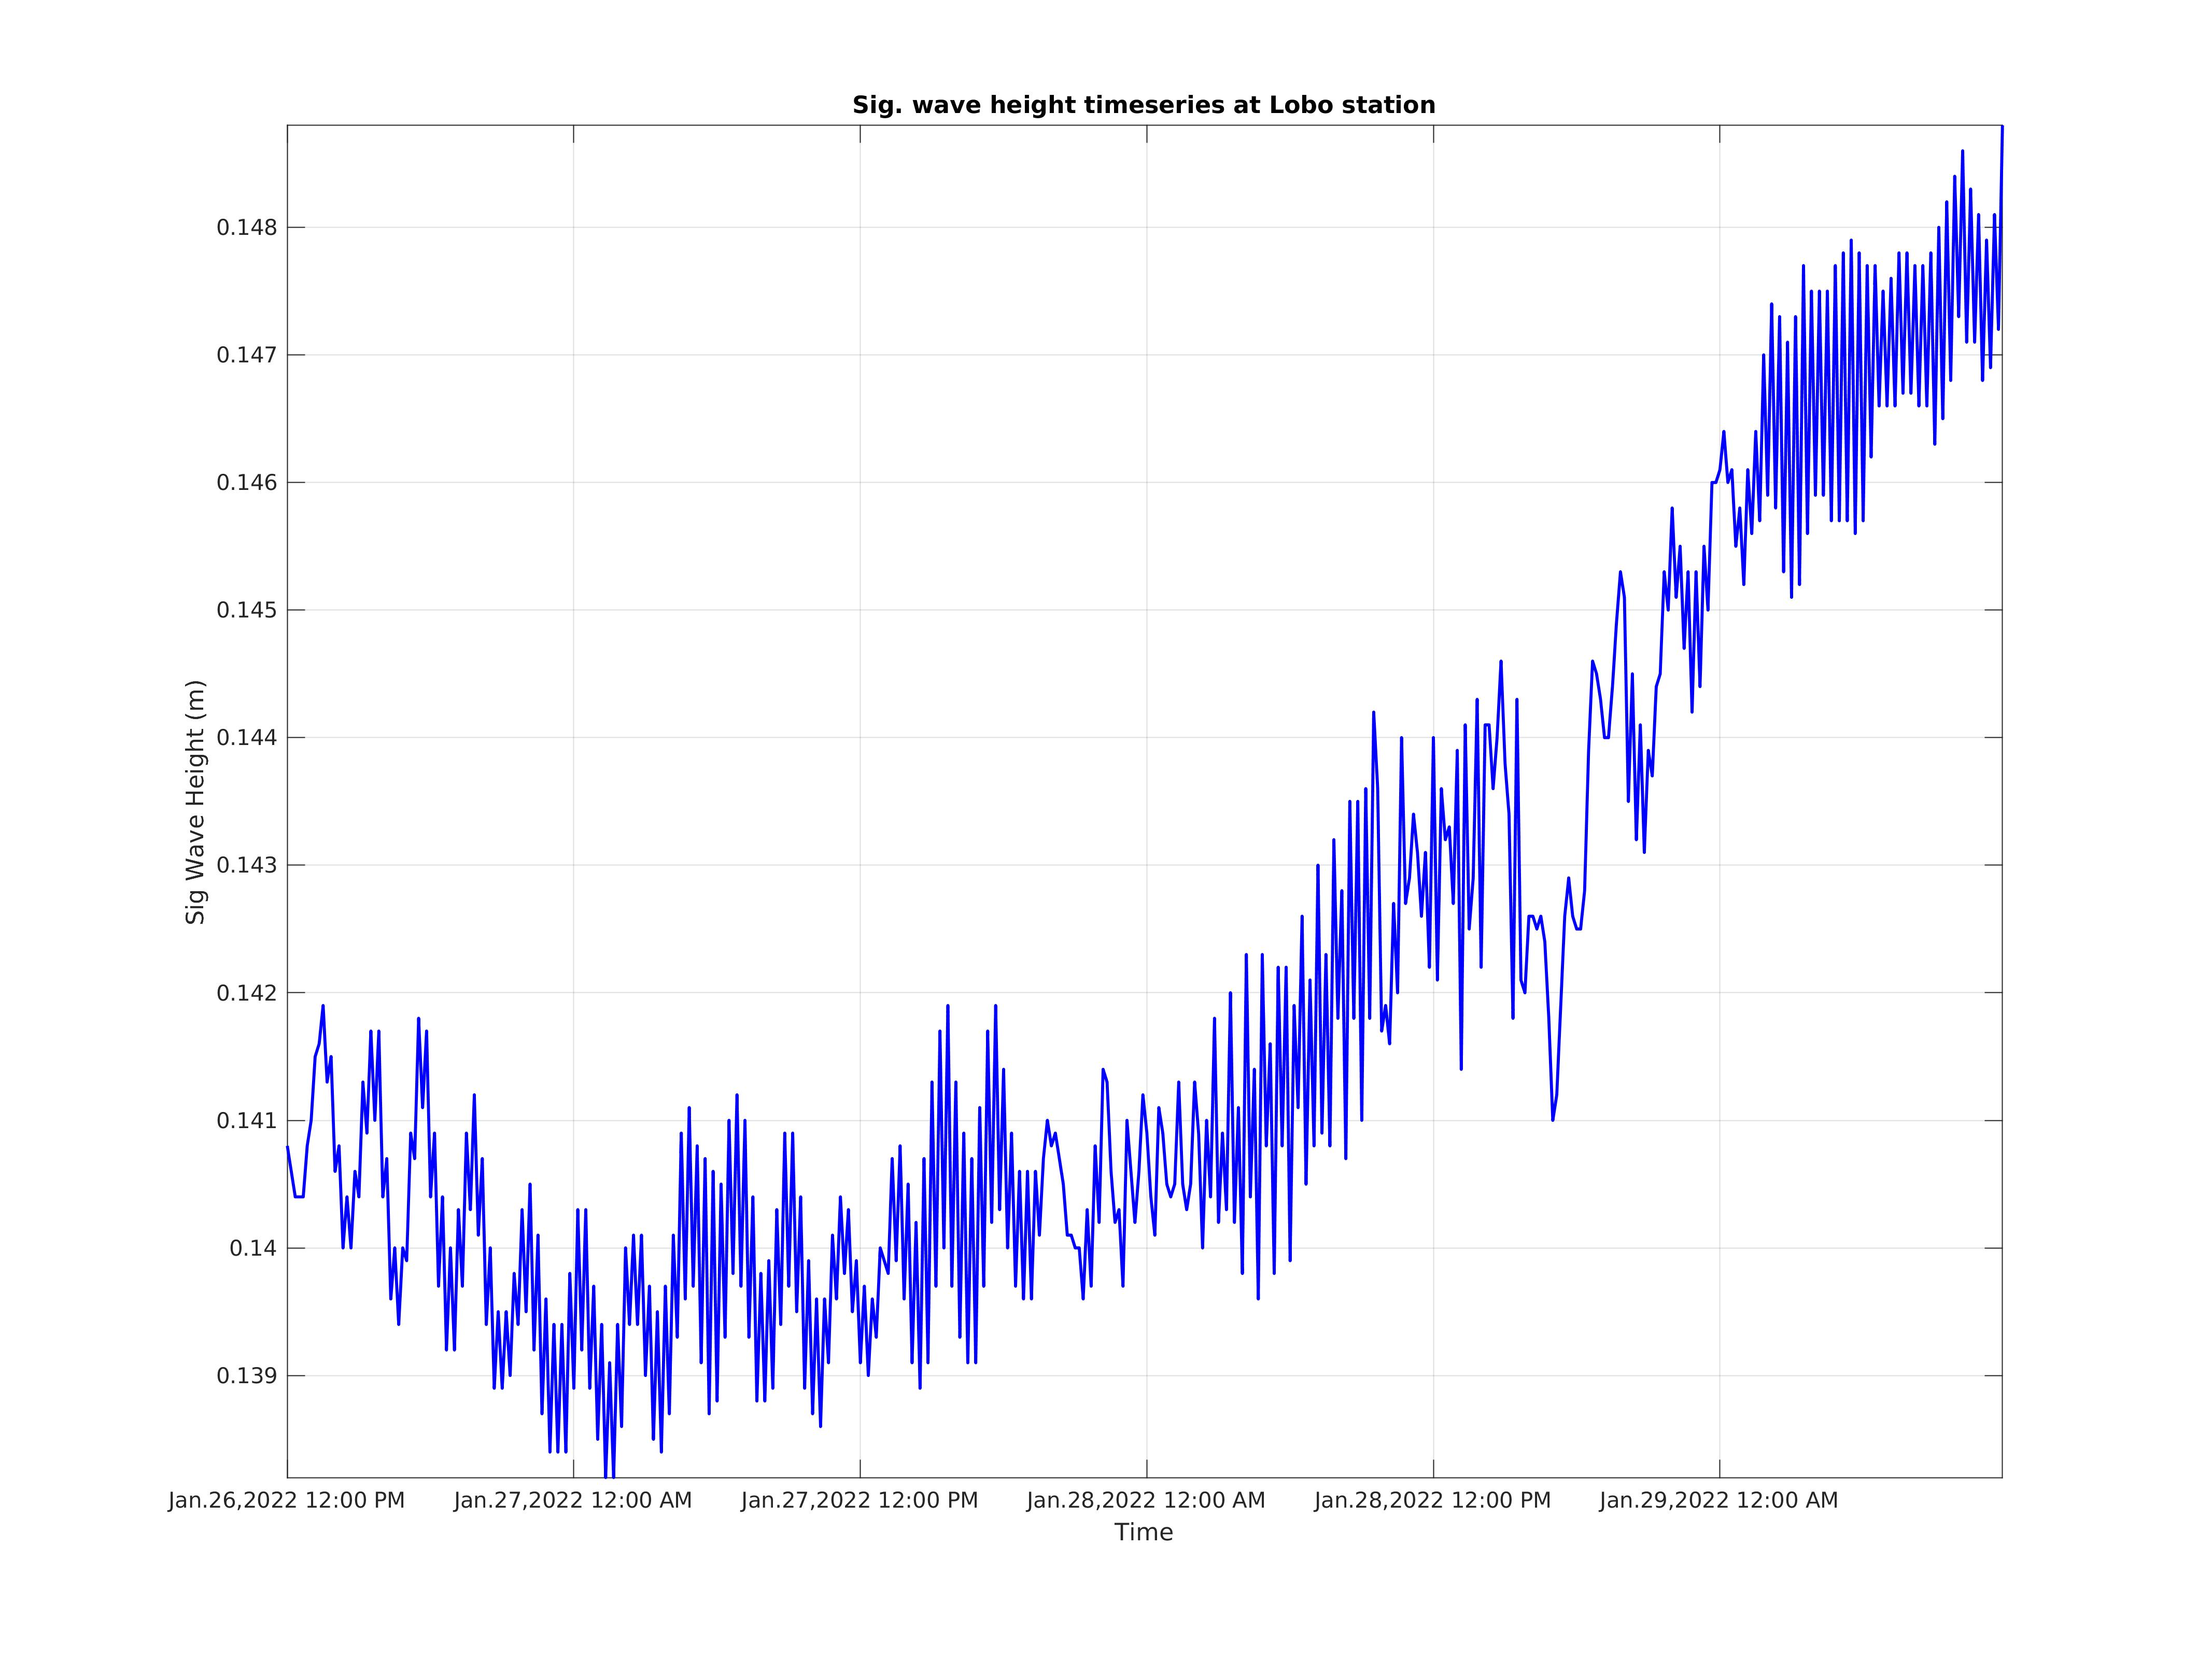 Sig. wave height timeseries at Lobo station
0.148
0.147
0.146
0.145
0.144
0.143
0.142
0.141
0.14
0.139
Sig Wave Height (m)
Jan.26,2022 12:00 PM Jan.27,2022 12:00 AM Jan.27,2022 12:00 PM Jan.28,2022 12:00 AM Jan.28,2022 12:00 PM Jan.29,2022 12:00 AM
Time